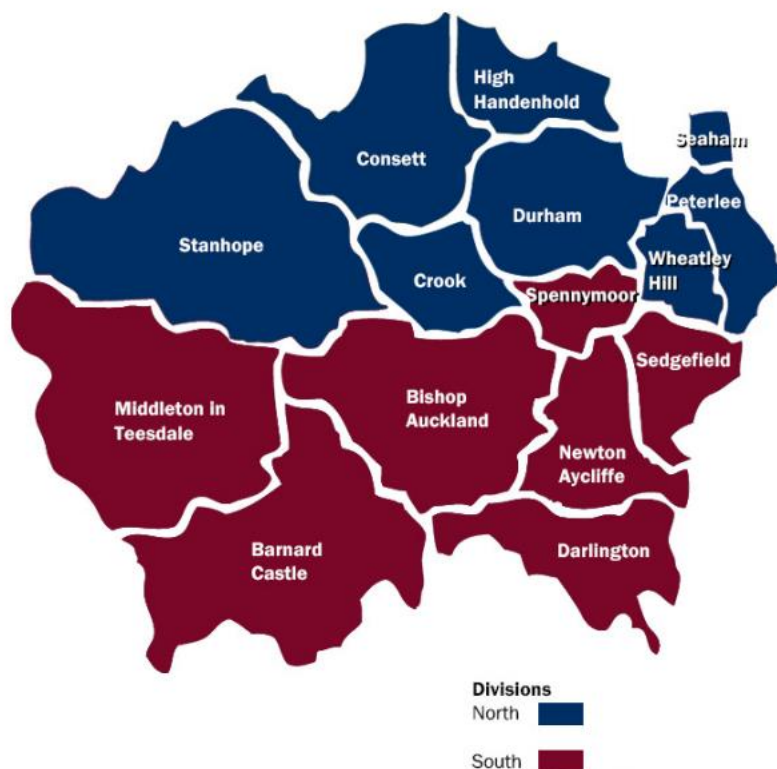 High
Handenhold
Seaham
Consett
Peterlee
Durham
Stanhope
Wheatley
Hill
Crook
Spennymoor
Sedgefield
Middleton in
Teesdale
Bishop
Auckland
Newton
Aycliffe
Barnard
Castle
Darlington
Divisions
North
South